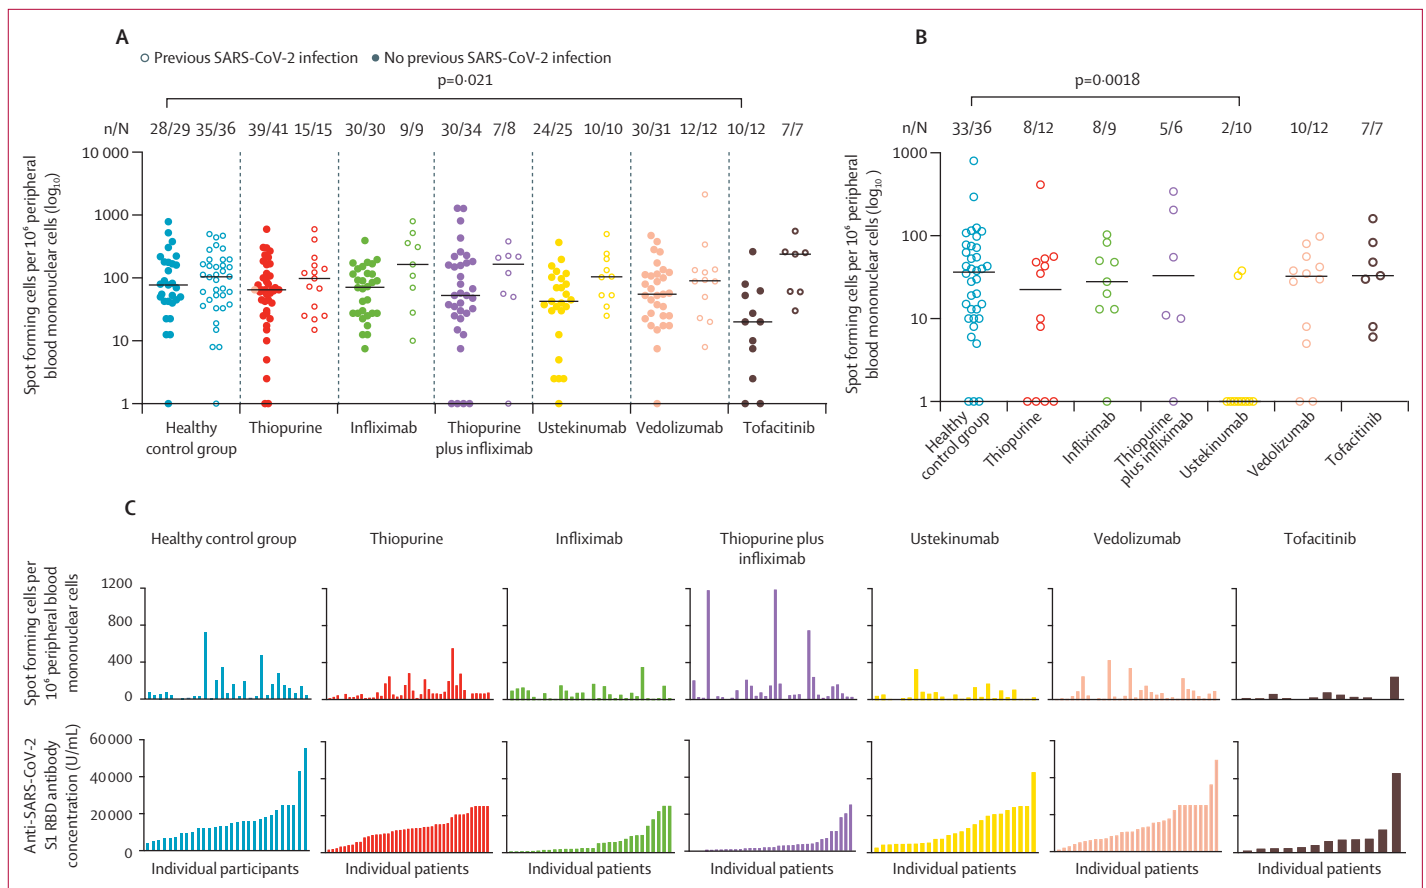 A
B
Previous SARS-CoV-2 infection
No previous SARS-CoV-2 infection
p=0·021
n/N 28/29 35/36 39/41 15/15 30/30 9/9 30/34 7/8 24/25 10/10 30/31 12/12 10/12 7/7
Spot forming cells per 10⁶ peripheral
blood mononuclear cells (log₁₀)
10 000
1000
100
10
1
Healthy
control group
Thiopurine
Infliximab
Thiopurine
plus infliximab
Ustekinumab
Vedolizumab
Tofacitinib
p=0·0018
n/N 33/36 8/12 8/9 5/6 2/10 10/12 7/7
Spot forming cells per 10⁶ peripheral
blood mononuclear cells (log₁₀)
1000
100
10
1
Healthy
control group
Thiopurine
Infliximab
Thiopurine
plus infliximab
Ustekinumab
Vedolizumab
Tofacitinib
C
Healthy control group
Thiopurine
Infliximab
Thiopurine plus
infliximab
Ustekinumab
Vedolizumab
Tofacitinib
Spot forming cells per
10⁶ peripheral blood
mononuclear cells
1200
800
400
0
Anti-SARS-CoV-2
S1 RBD antibody
concentration (U/mL)
60 000
40 000
20 000
0
Individual participants
Individual patients
Individual patients
Individual patients
Individual patients
Individual patients
Individual patients